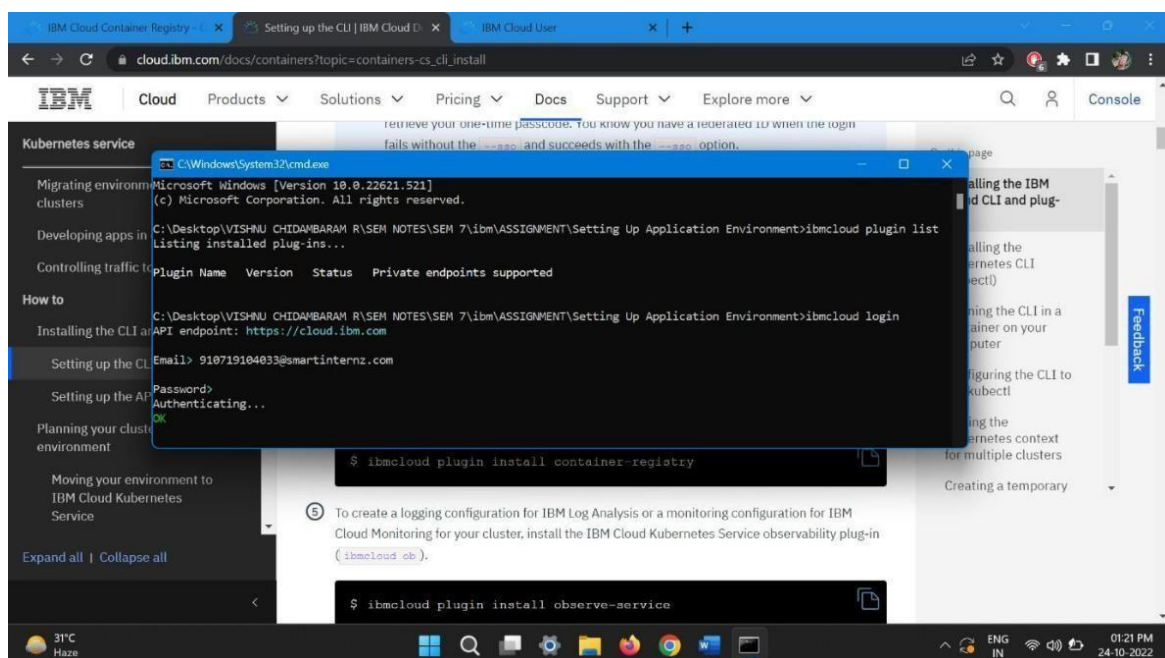 IBM Cloud Container Registry -
Setting up the CLI | IBM Cloud D
IBM Cloud User
cloud.ibm.com/docs/containers?topic=containers-cs_cli_install
IBM
Cloud
Products
Solutions
Pricing
Docs
Support
Explore more
Console
Kubernetes service
Migrating environm
clusters
Developing apps in
Controlling traffic to
How to
Installing the CLI an
Setting up the CL
Setting up the AP
Planning your cluste
environment
Moving your environment to
IBM Cloud Kubernetes
Service
Expand all | Collapse all
retrieve your one-time passcode. You know you have a federated ID when the login
fails without the --sso and succeeds with the --sso option.
C:\Windows\System32\cmd.exe
Microsoft Windows [Version 10.0.22621.521]
(c) Microsoft Corporation. All rights reserved.
C:\Desktop\VISHNU CHIDAMBARAM R\SEM NOTES\SEM 7\ibm\ASSIGNMENT\Setting Up Application Environment>ibmcloud plugin list
Listing installed plug-ins...
Plugin Name Version Status Private endpoints supported
C:\Desktop\VISHNU CHIDAMBARAM R\SEM NOTES\SEM 7\ibm\ASSIGNMENT\Setting Up Application Environment>ibmcloud login
API endpoint: https://cloud.ibm.com
Email> 910719104033@smartinternz.com
Password>
Authenticating...
OK
$ ibmcloud plugin install container-registry
5 To create a logging configuration for IBM Log Analysis or a monitoring configuration for IBM
Cloud Monitoring for your cluster, install the IBM Cloud Kubernetes Service observability plug-in
( ibmcloud ob ).
$ ibmcloud plugin install observe-service
page
alling the IBM
d CLI and plug-
alling the
ernetes CLI
ectl)
ning the CLI in a
ainer on your
puter
figuring the CLI to
kubectl
ing the
ernetes context
for multiple clusters
Creating a temporary
Feedback
31°C
Haze
ENG
IN
01:21 PM
24-10-2022